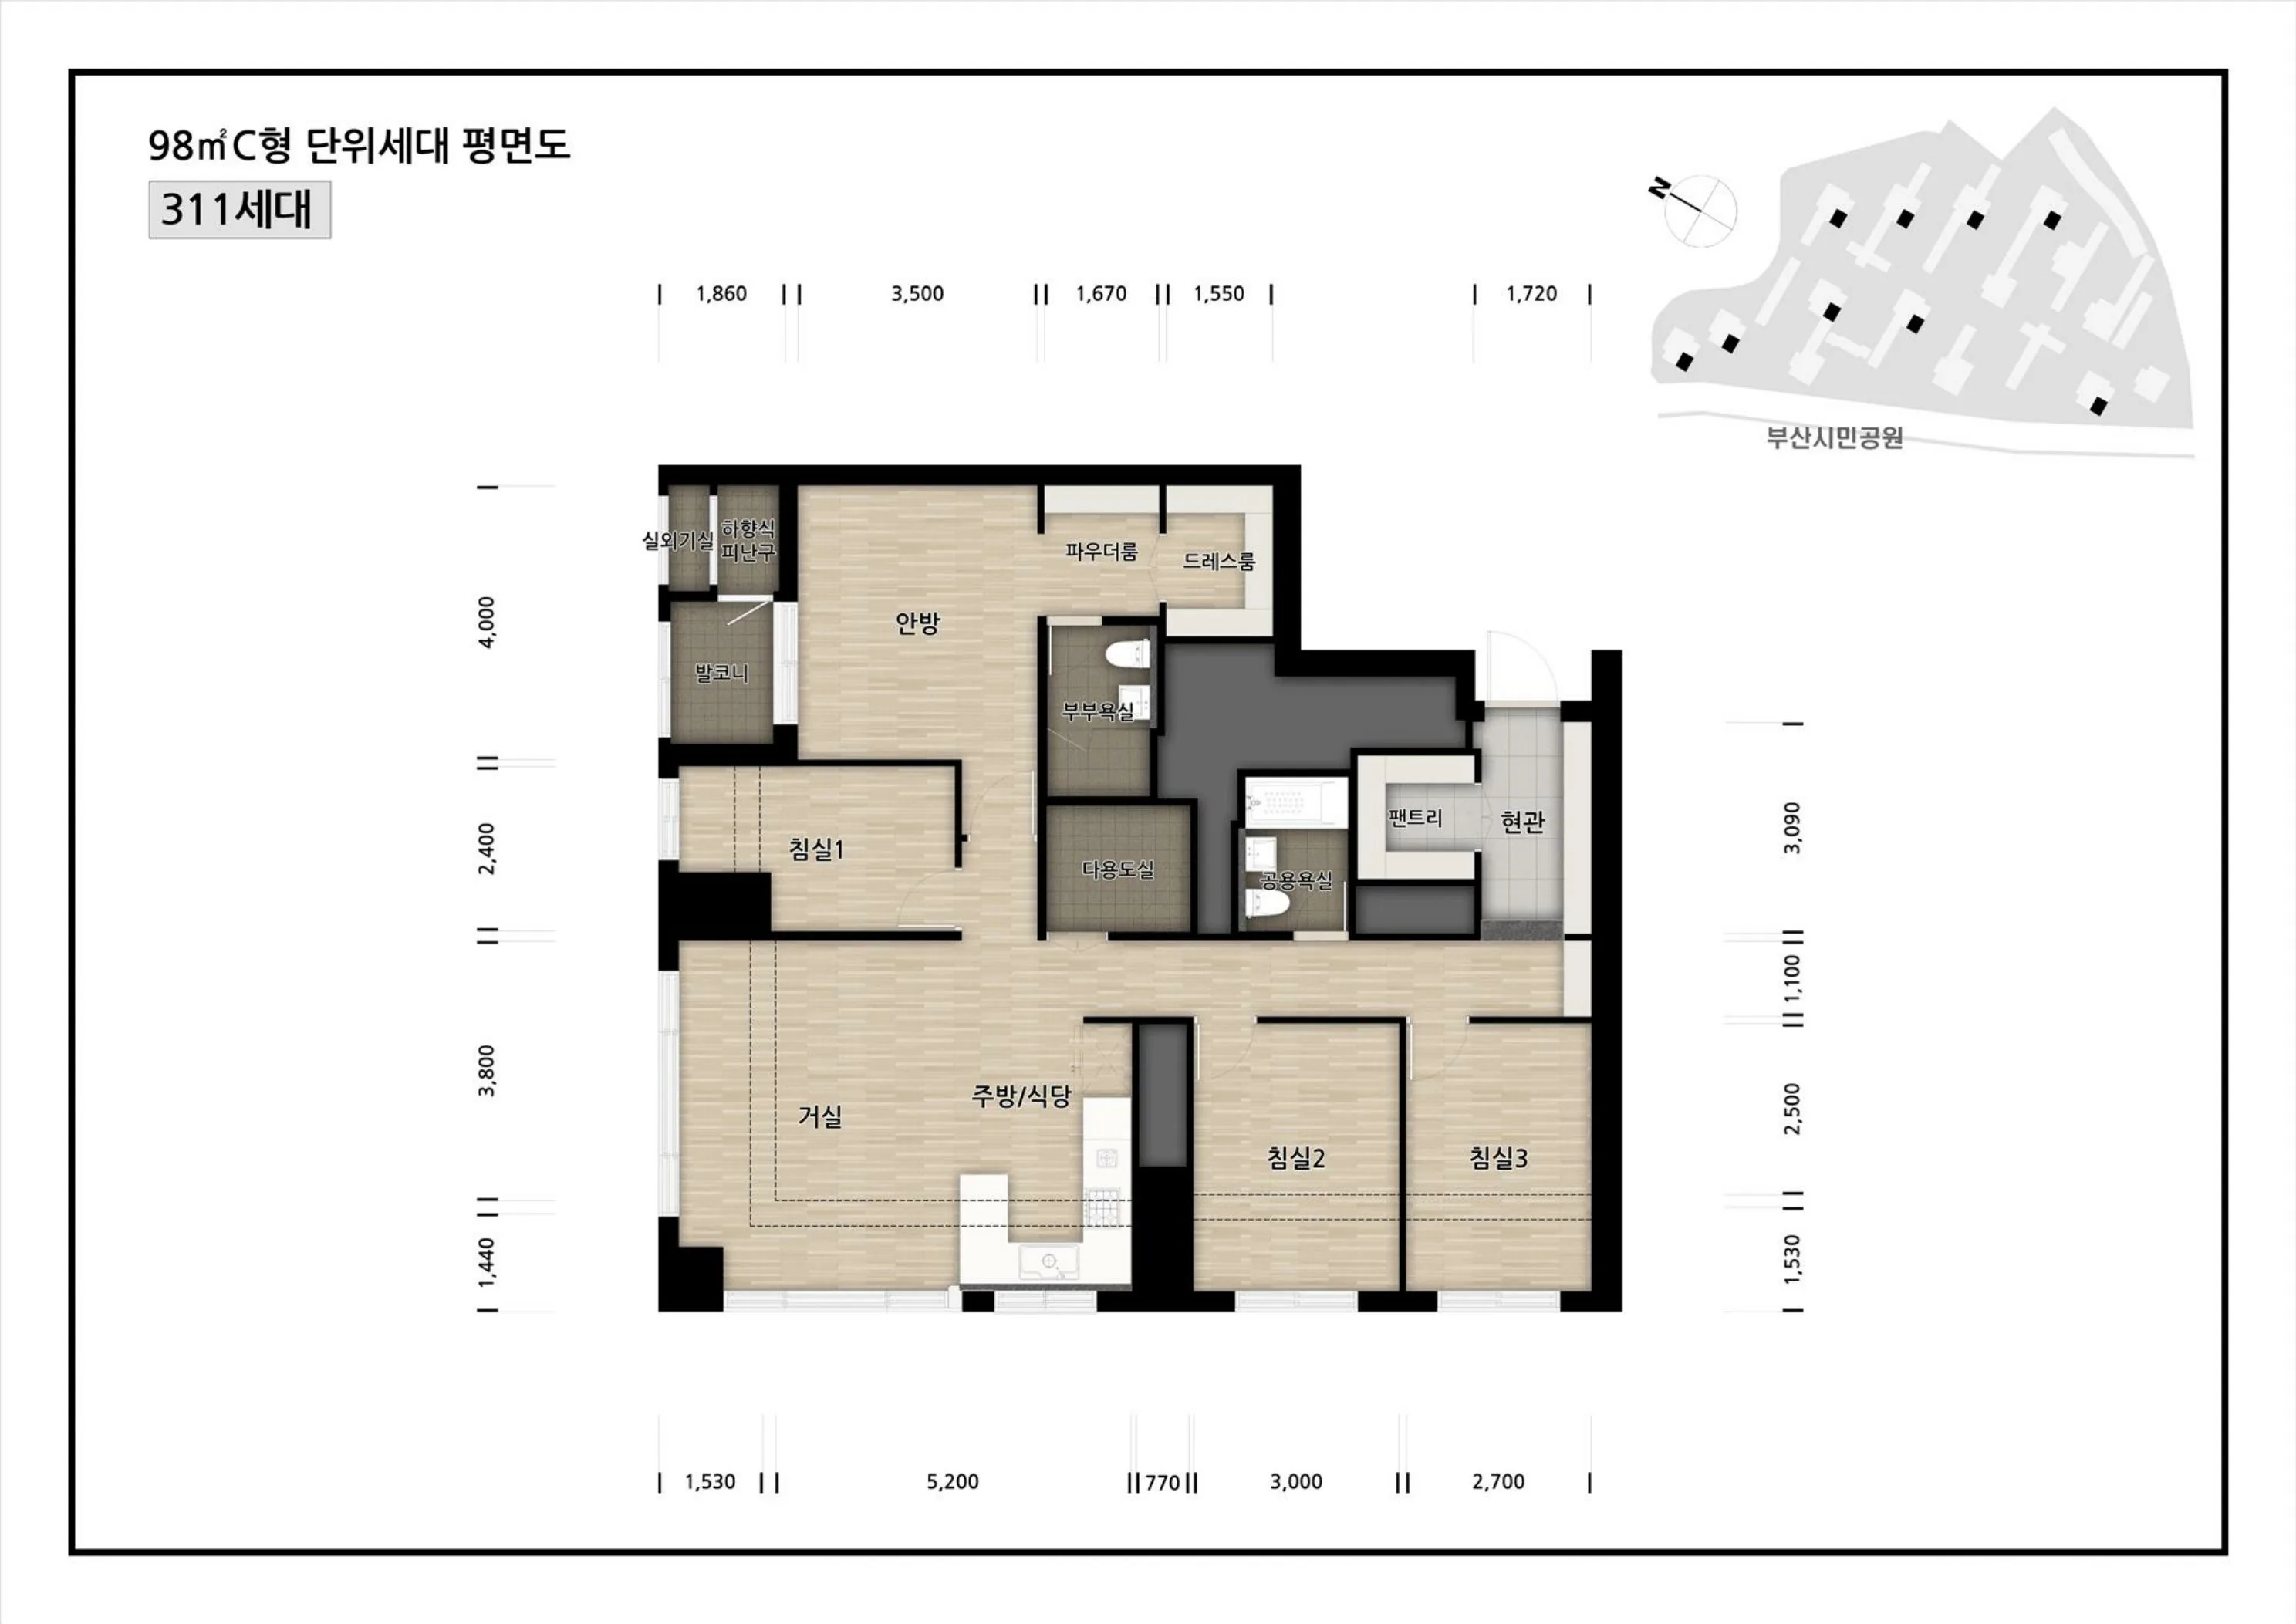 98㎡C형 단위세대 평면도
311세대
N
부산시민공원
1,860
3,500
1,670
1,550
1,720
4,000
2,400
3,800
1,440
3,090
1,100
2,500
1,530
실외기실
하향식
피난구
발코니
안방
파우더룸
드레스룸
부부욕실
침실1
다용도실
공용욕실
팬트리
현관
거실
주방/식당
침실2
침실3
1,530
5,200
770
3,000
2,700